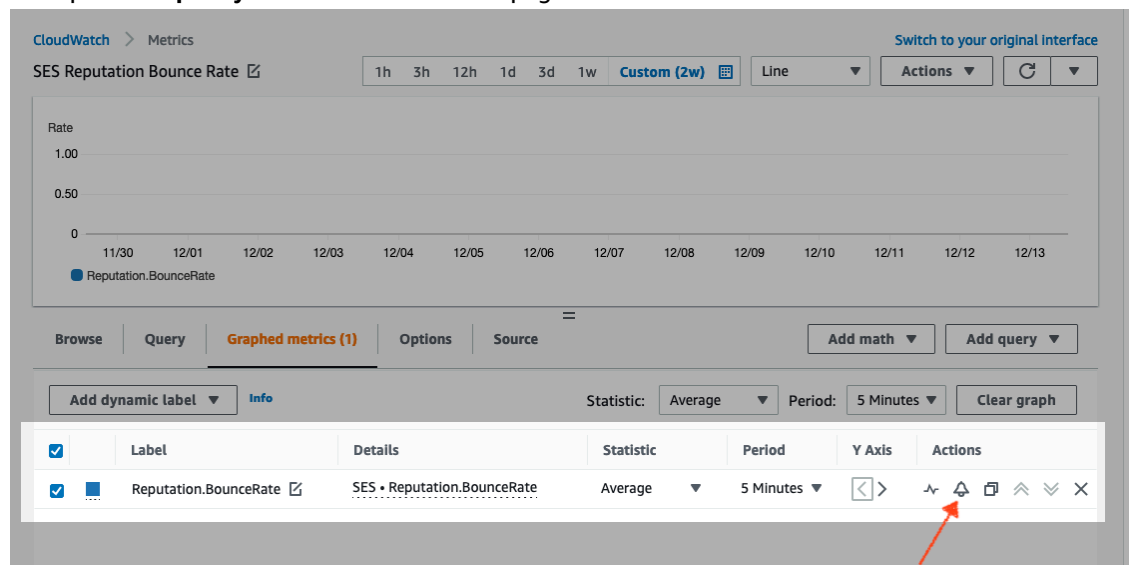 CloudWatch > Metrics
Switch to your original interface
SES Reputation Bounce Rate
1h 3h 12h 1d 3d 1w Custom (2w) Line Actions
Rate
1.00
0.50
0
11/30 12/01 12/02 12/03 12/04 12/05 12/06 12/07 12/08 12/09 12/10 12/11 12/12 12/13
Reputation.BounceRate
Browse Query Graphed metrics (1) Options Source Add math Add query
Add dynamic label Info Statistic: Average Period: 5 Minutes Clear graph
Label Details Statistic Period Y Axis Actions
Reputation.BounceRate SES • Reputation.BounceRate Average 5 Minutes